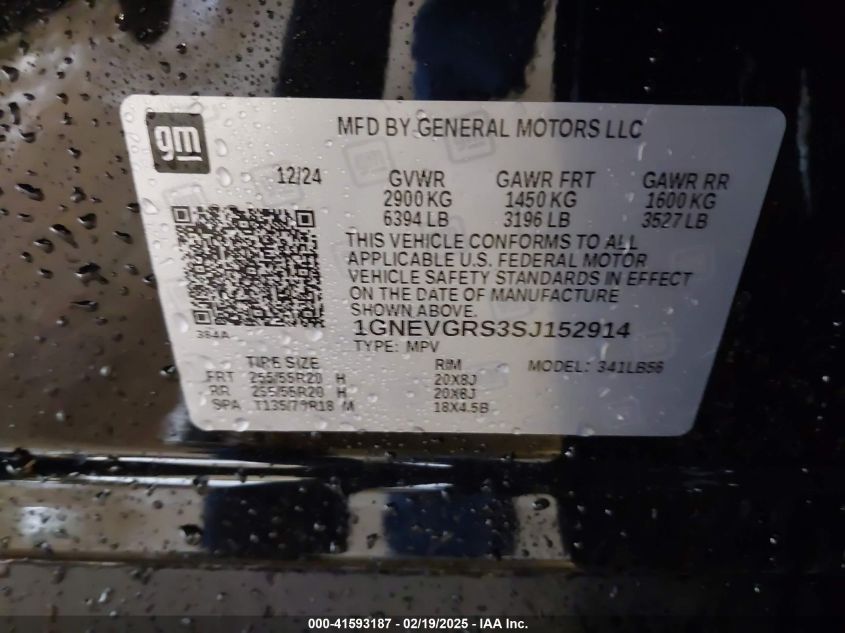 gm
MFD BY GENERAL MOTORS LLC
12/24 GVWR GAWR FRT GAWR RR
2900 KG 1450 KG 1600 KG
6394 LB 3196 LB 3527 LB
THIS VEHICLE CONFORMS TO ALL
APPLICABLE U.S. FEDERAL MOTOR
VEHICLE SAFETY STANDARDS IN EFFECT
ON THE DATE OF MANUFACTURE
SHOWN ABOVE.
364A
1GNEVGRS3SJ152914
TYPE: MPV
TIRE SIZE RIM MODEL: 341LB56
FRT 255/55R20 H 20X8J
RR 255/55R20 H 20X8J
SPA T135/70R18 M 18X4.5B
000-41593187 - 02/19/2025 - IAA Inc.